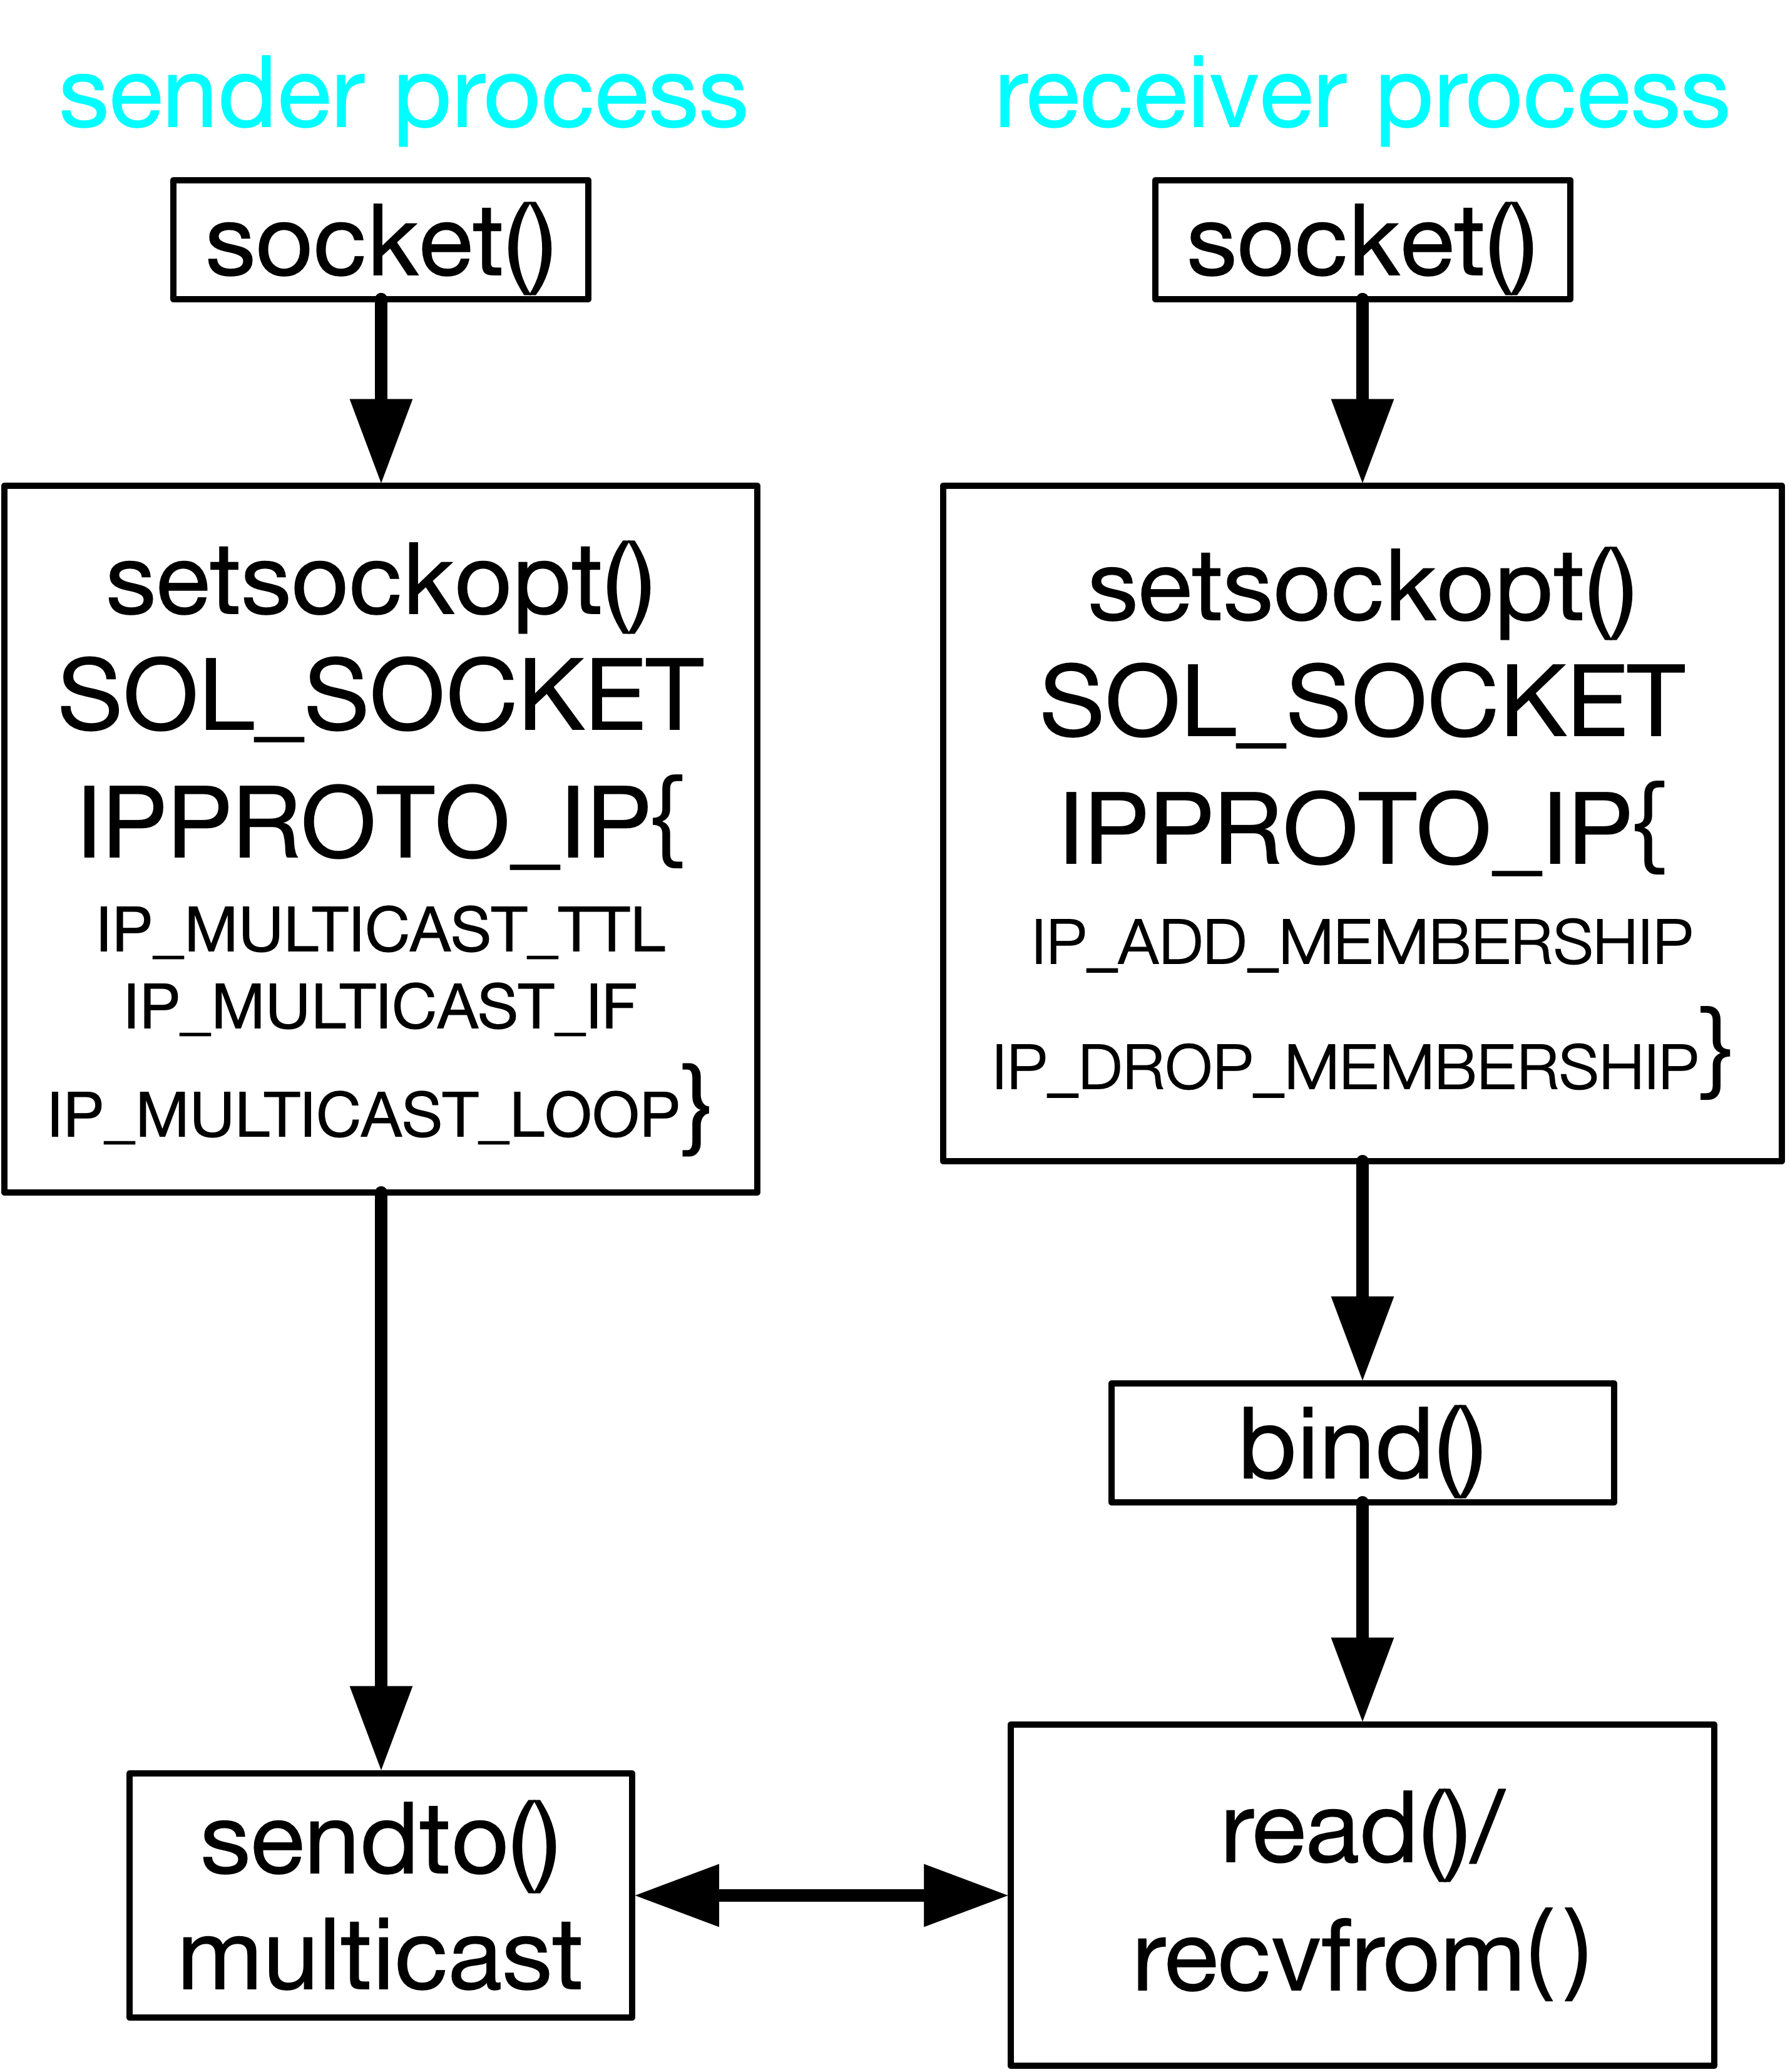 sender process
socket()
setsockopt()
SOL_SOCKET
IPPROTO_IP{
IP_MULTICAST_TTL
IP_MULTICAST_IF
IP_MULTICAST_LOOP}
sendto()
multicast
receiver process
socket()
setsockopt()
SOL_SOCKET
IPPROTO_IP{
IP_ADD_MEMBERSHIP
IP_DROP_MEMBERSHIP}
bind()
read()/
recvfrom()